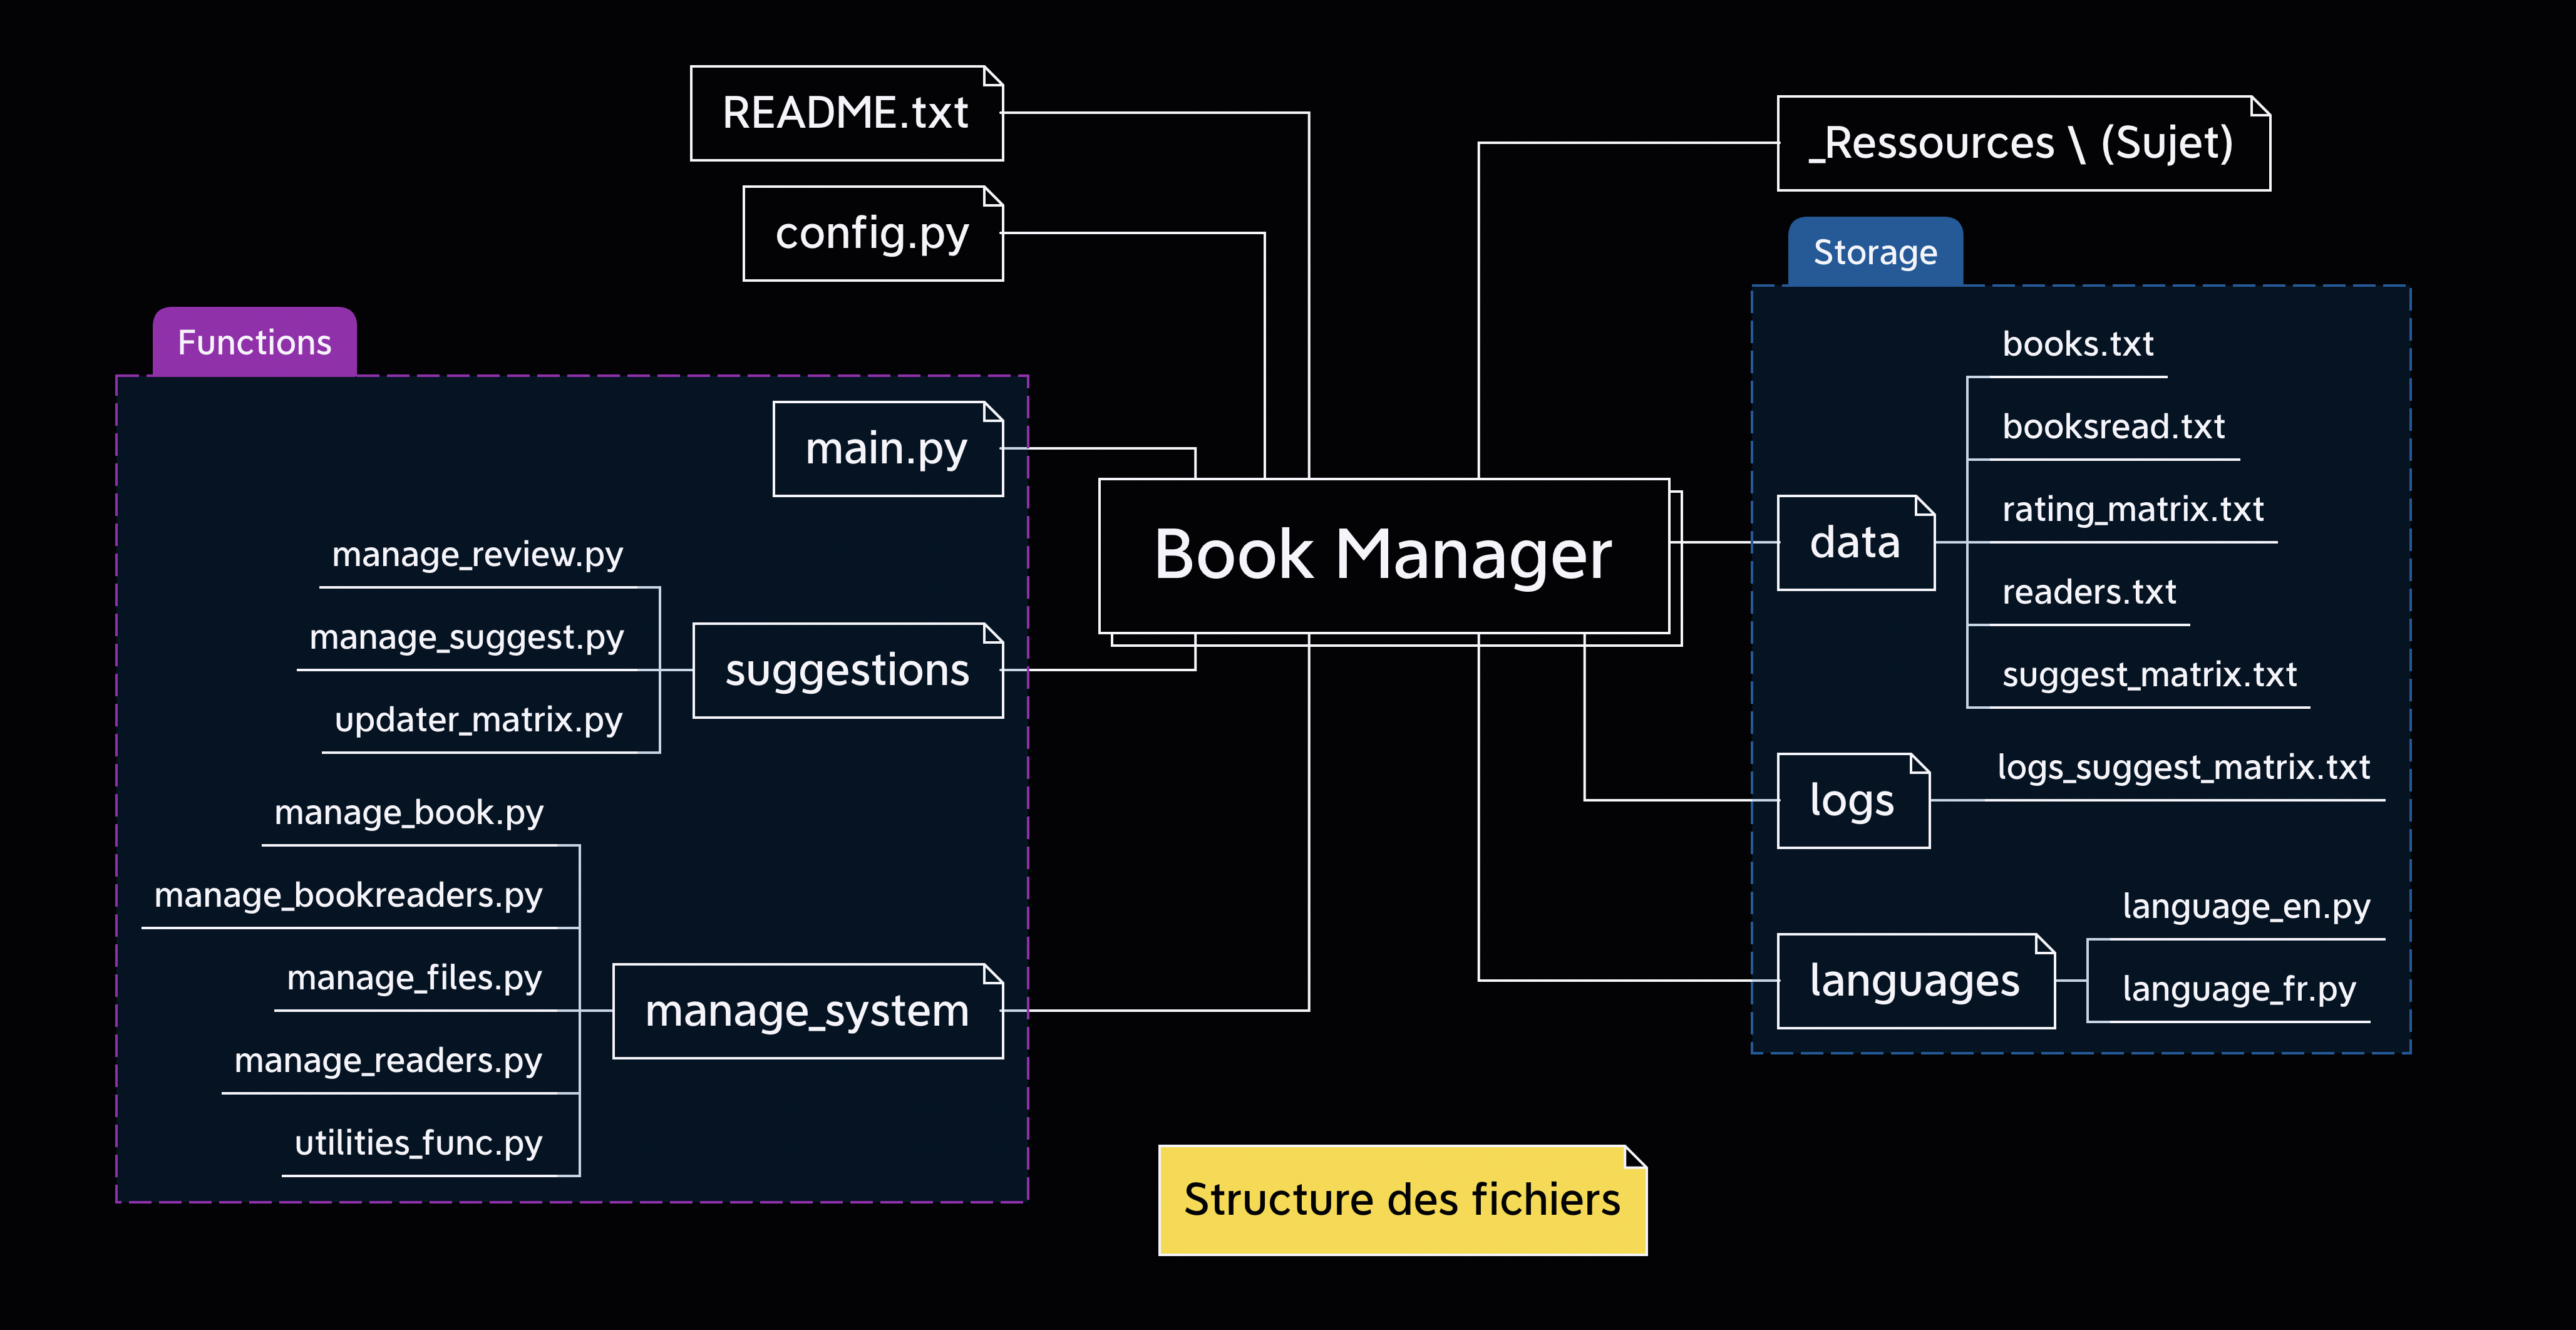 README.txt
config.py
Functions
main.py
manage_review.py
manage_suggest.py
updater_matrix.py
suggestions
manage_book.py
manage_bookreaders.py
manage_files.py
manage_readers.py
utilities_func.py
manage_system
Book Manager
_Ressources \ (Sujet)
Storage
data
books.txt
booksread.txt
rating_matrix.txt
readers.txt
suggest_matrix.txt
logs
logs_suggest_matrix.txt
languages
language_en.py
language_fr.py
Structure des fichiers